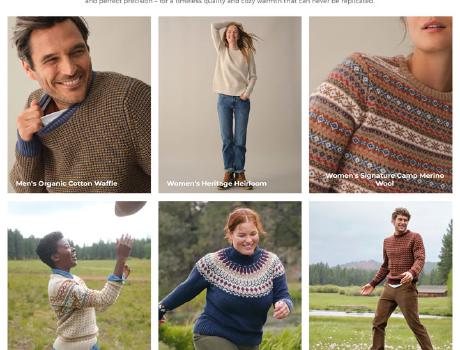 and perfect precision – for a timeless quality and cozy warmth that can never be replicated.
Men's Organic Cotton Waffle
Women's Heritage Heirloom
Women's Signature Camp Merino
Wool